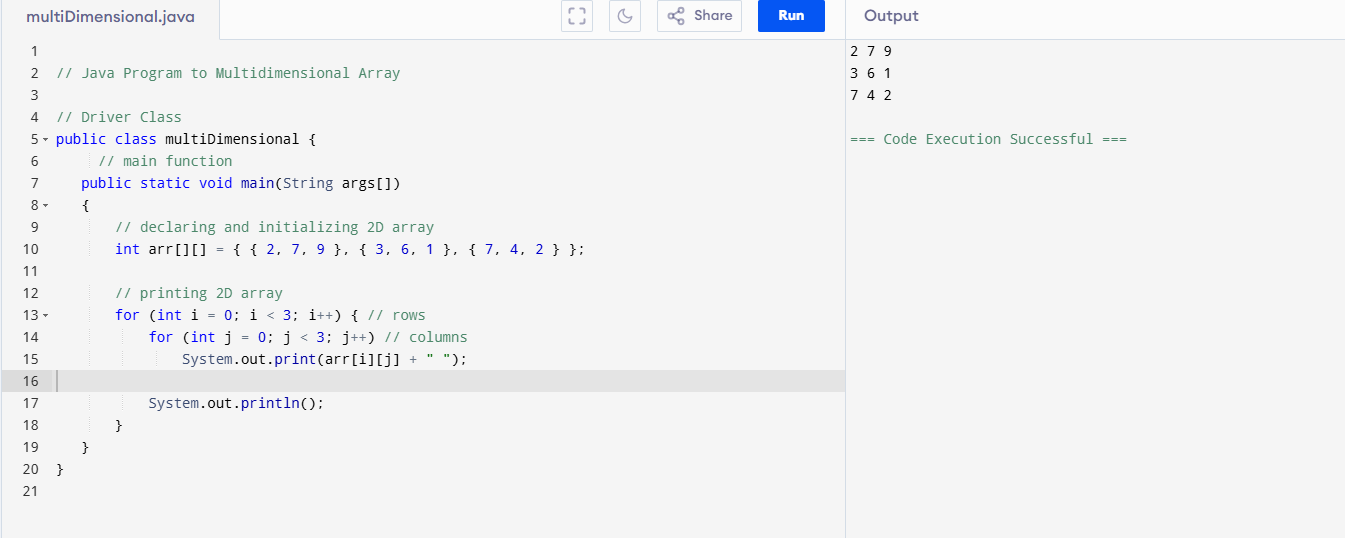 multiDimensional.java
Share
Run
Output
1
2 // Java Program to Multidimensional Array
3
4 // Driver Class
5 public class multiDimensional {
6 // main function
7 public static void main(String args[])
8 {
9 // declaring and initializing 2D array
10 int arr[][] = { { 2, 7, 9 }, { 3, 6, 1 }, { 7, 4, 2 } };
11
12 // printing 2D array
13 for (int i = 0; i < 3; i++) { // rows
14 for (int j = 0; j < 3; j++) // columns
15 System.out.print(arr[i][j] + " ");
16
17 System.out.println();
18 }
19 }
20 }
21
2 7 9
3 6 1
7 4 2
=== Code Execution Successful ===